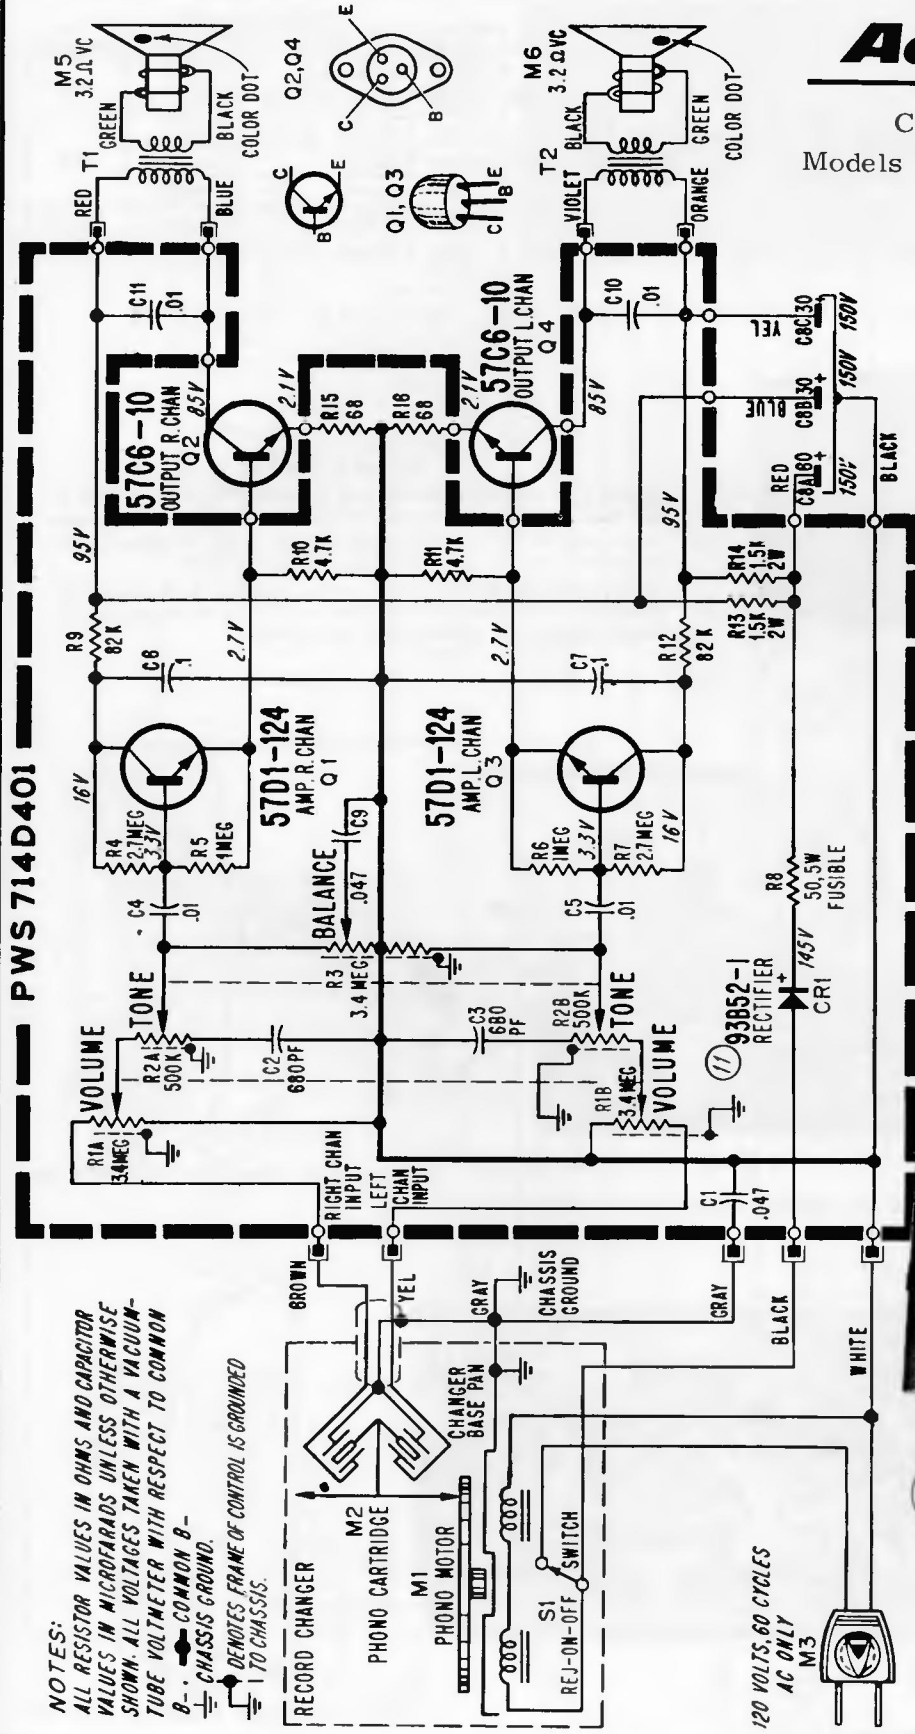 Ad
C
Models
PWS 714D401
M5
3.2 Ω VC
GREEN
BLACK
COLOR DOT
T1
RED
BLUE
Q2,Q4
E
C
B
C
E
B
Q1, Q3
C
B
E
M6
3.2 Ω VC
BLACK
GREEN
COLOR DOT
T2
VIOLET
ORANGE
C11
.01
57C6-10
OUTPUT R.CHAN
Q2
85V
2.1V
R15
68
R16
68
2.1V
57C6-10
OUTPUT L.CHAN
Q4
85V
C10
.01
YEL
BLUE
RED
C8C 30
150V
C8B 30
150V
C8A 180
150V
BLACK
95V
R9
82K
R10
4.7K
R11
4.7K
95V
R14
1.5K
2W
R13
1.5K
2W
R12
82K
C6
.1
2.7V
2.7V
C7
.1
16V
57D1-124
AMP. R. CHAN
Q1
57D1-124
AMP. L. CHAN
Q3
R4
2.7MEG
3.3V
R5
1MEG
C9
.047
BALANCE
R6
1MEG
3.3V
R7
2.7MEG
16V
R8
50,5W
FUSIBLE
C4
.01
C5
.01
TONE
R3
3.4 MEG
TONE
145V
+
CR1
93B52-1
RECTIFIER
11
VOLUME
R2A
500K
C2
680PF
C3
680
PF
R2B
500K
VOLUME
R1A
3.4MEG
R1B
3.4MEG
RIGHT CHAN
INPUT
LEFT
CHAN
INPUT
C1
.047
BROWN
YEL
GRAY
CHASSIS
GROUND
GRAY
BLACK
WHITE
NOTES:
ALL RESISTOR VALUES IN OHMS AND CAPACITOR
VALUES IN MICROFARADS UNLESS OTHERWISE
SHOWN. ALL VOLTAGES TAKEN WITH A VACUUM-
TUBE VOLTMETER WITH RESPECT TO COMMON
B-. COMMON B-
CHASSIS GROUND.
DENOTES FRAME OF CONTROL IS GROUNDED
TO CHASSIS.
RECORD CHANGER
M2
PHONO CARTRIDGE
CHANGER
BASE PAN
M1
PHONO MOTOR
S1
REJ-ON-OFF
SWITCH
120 VOLTS, 60 CYCLES
AC ONLY
M3